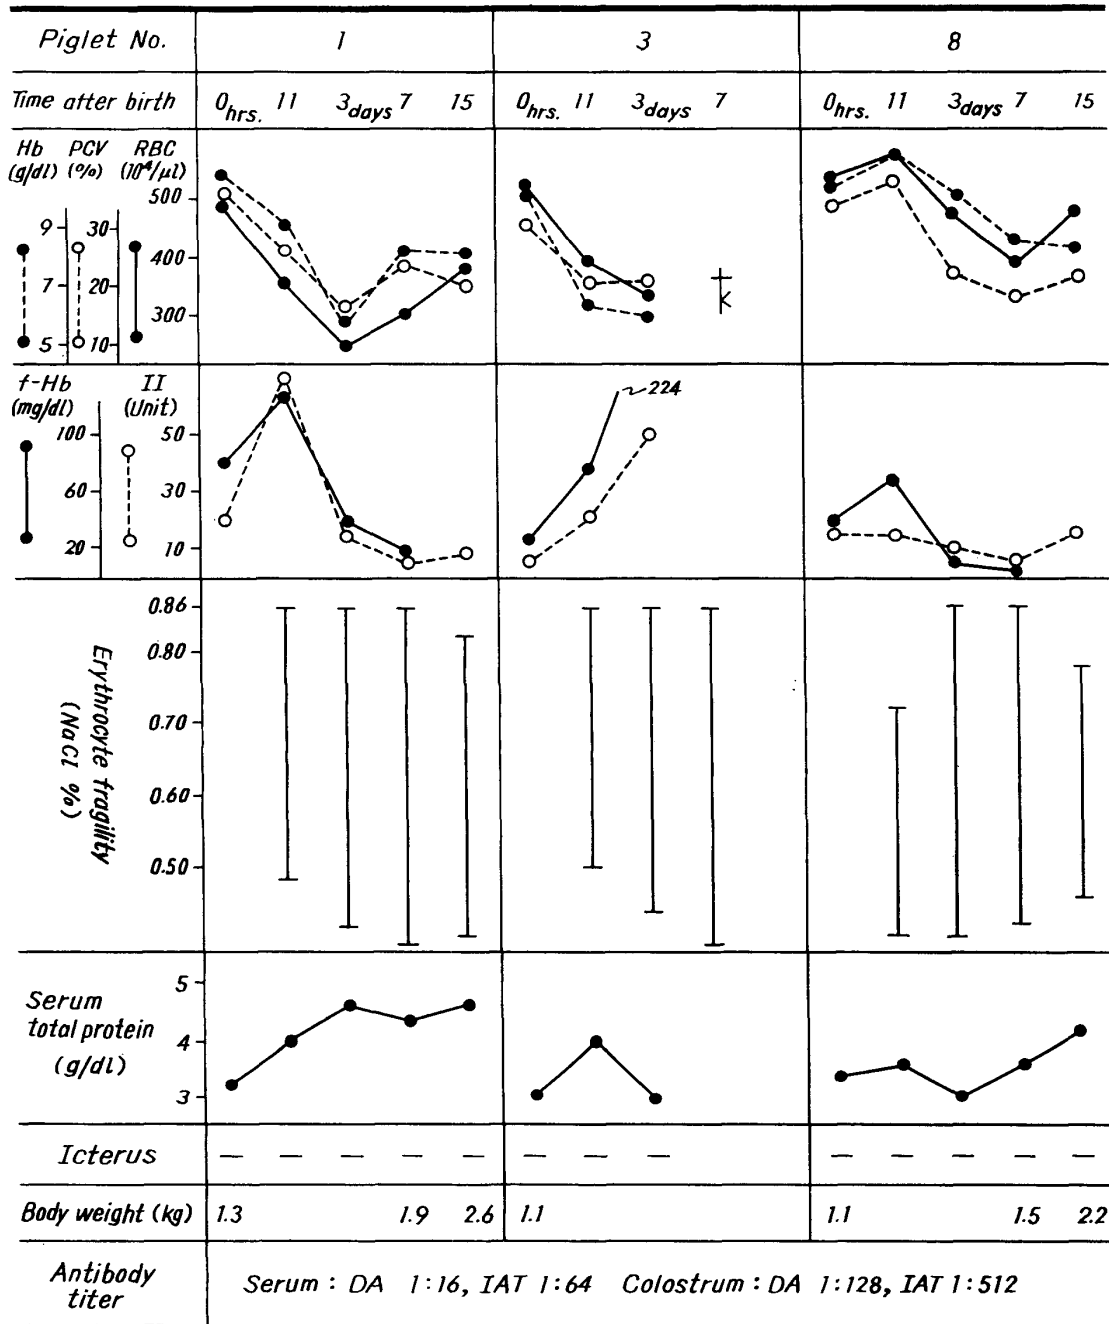 Piglet No. 1 3 8
Time after birth 0hrs. 11 3days 7 15 0hrs. 11 3days 7 0hrs. 11 3days 7 15
Hb PCV RBC
(g/dl) (%) (10⁴/μl)
500
9 30
400
7 20
300
5 10
~224
f-Hb II
(mg/dl) (Unit)
100 50
60 30
20 10
0.86
0.80
0.70
0.60
0.50
Erythrocyte fragility
(NaCl %)
5
4
3
Serum
total protein
(g/dl)
Icterus — — — — — — — — — — — — —
Body weight (kg) 1.3 1.9 2.6 1.1 1.1 1.5 2.2
Antibody
titer
Serum : DA 1:16, IAT 1:64 Colostrum : DA 1:128, IAT 1:512